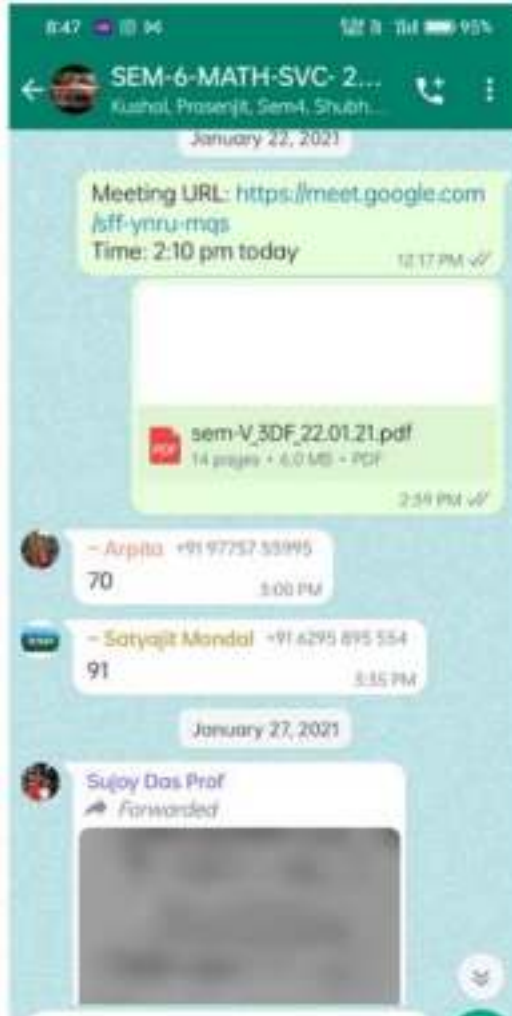 8:47 95%
SEM-6-MATH-SVC- 2...
Kushal, Prosenjit, Sem4, Shubh...
January 22, 2021
Meeting URL: https://meet.google.com
/sff-ynru-mqs
Time: 2:10 pm today
12:17 PM
sem-V_3DF_22.01.21.pdf
PDF
14 pages • 6.0 MB • PDF
2:59 PM
~ Arpita +91 97757 55995
70
3:00 PM
~ Satyajit Mondal +91 6295 895 554
91
3:35 PM
January 27, 2021
Sujoy Das Prof
Forwarded